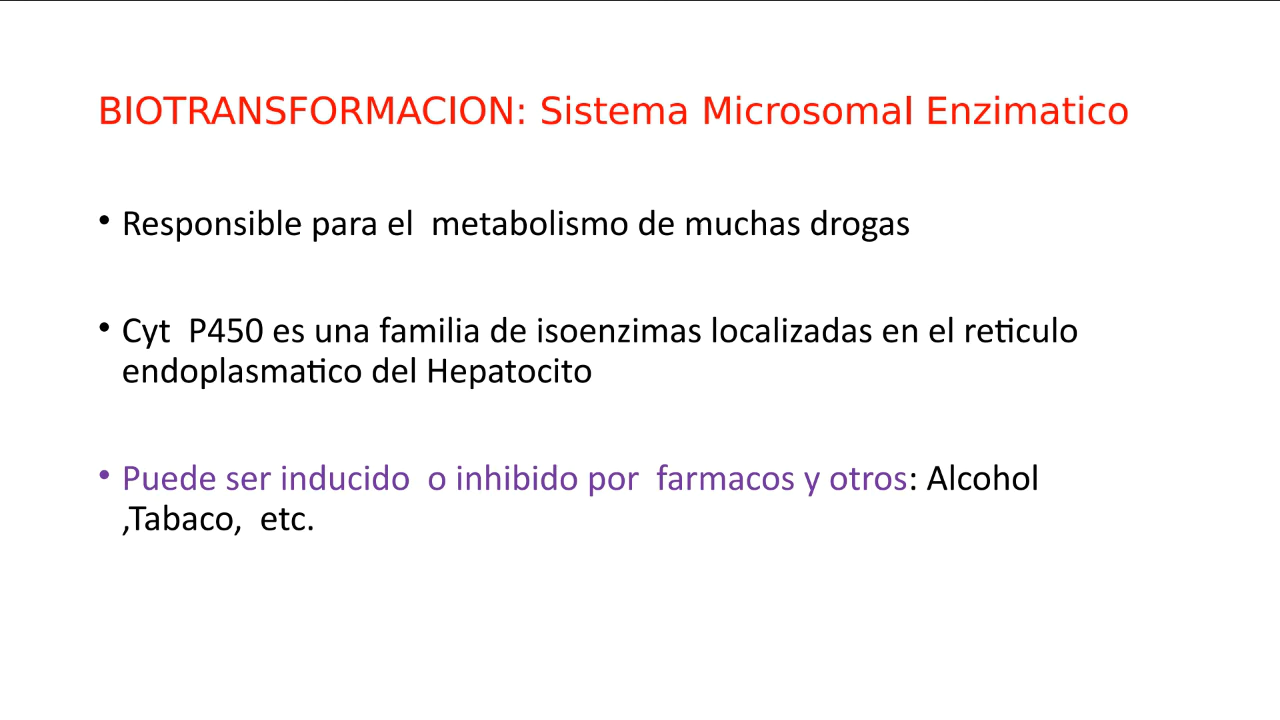 BIOTRANSFORMACION: Sistema Microsomal Enzimatico
• Responsible para el  metabolismo de muchas drogas
• Cyt  P450 es una familia de isoenzimas localizadas en el reticulo
endoplasmatico del Hepatocito
• Puede ser inducido  o inhibido por  farmacos y otros: Alcohol
,Tabaco,  etc.